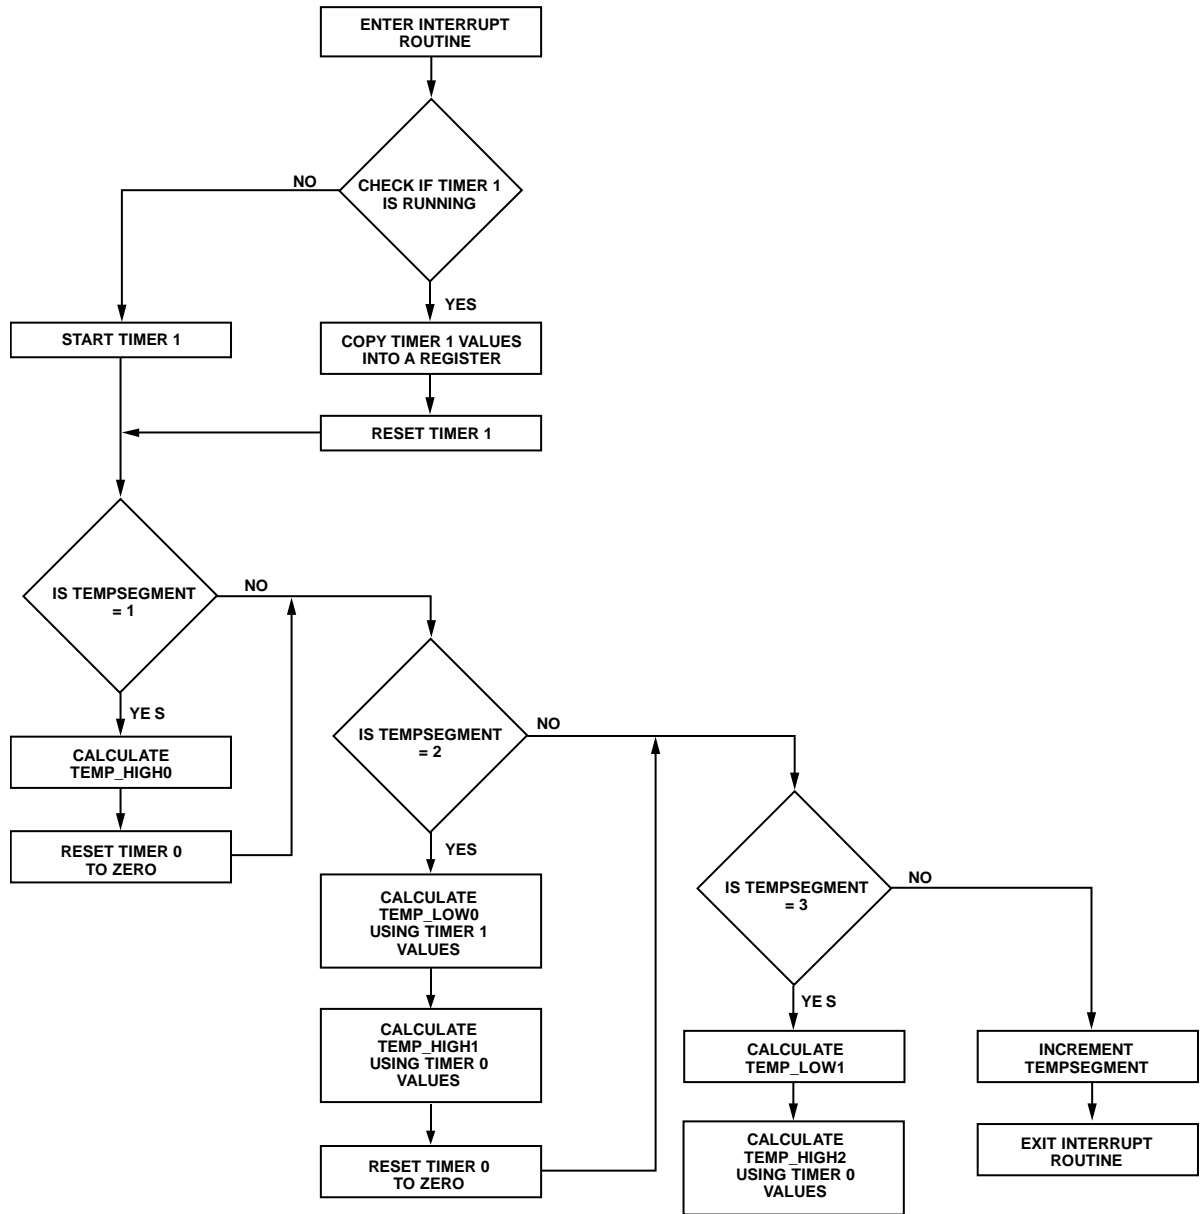 ENTER INTERRUPT
ROUTINE
NO
CHECK IF TIMER 1
IS RUNNING
YES
START TIMER 1
COPY TIMER 1 VALUES
INTO A REGISTER
RESET TIMER 1
IS TEMPSEGMENT
= 1
NO
YE S
CALCULATE
TEMP_HIGH0
RESET TIMER 0
TO ZERO
IS TEMPSEGMENT
= 2
NO
YES
CALCULATE
TEMP_LOW0
USING TIMER 1
VALUES
CALCULATE
TEMP_HIGH1
USING TIMER 0
VALUES
RESET TIMER 0
TO ZERO
IS TEMPSEGMENT
= 3
NO
YE S
CALCULATE
TEMP_LOW1
CALCULATE
TEMP_HIGH2
USING TIMER 0
VALUES
INCREMENT
TEMPSEGMENT
EXIT INTERRUPT
ROUTINE